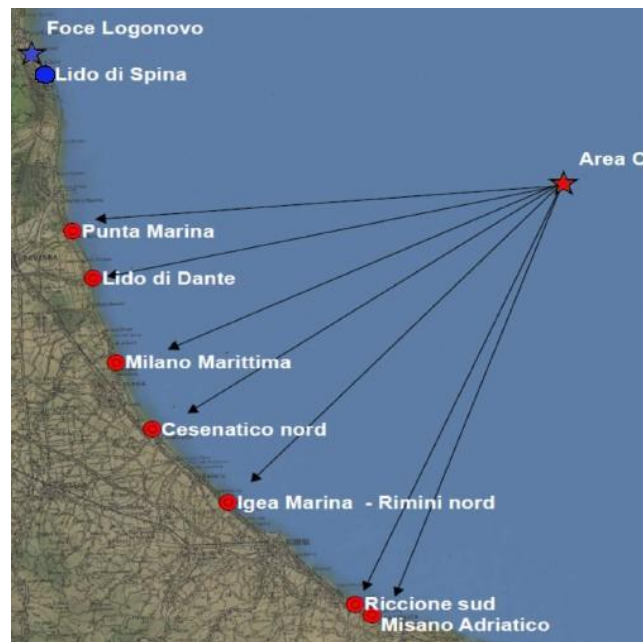 Foce Logonovo
Lido di Spina
Area C
Punta Marina
Lido di Dante
Milano Marittima
Cesenatico nord
Igea Marina - Rimini nord
Riccione sud
Misano Adriatico